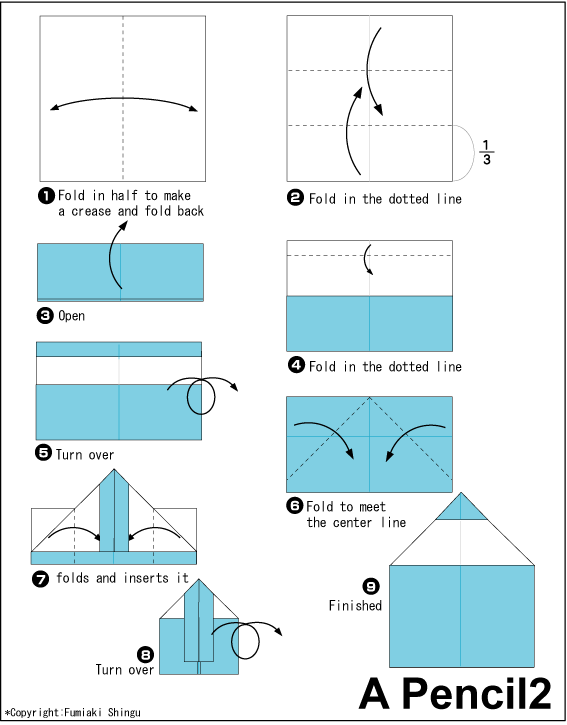 1 Fold in half to make
a crease and fold back
1
3
2 Fold in the dotted line
3 Open
4 Fold in the dotted line
5 Turn over
6 Fold to meet
the center line
7 folds and inserts it
8
Turn over
9
Finished
A Pencil2
*Copyright:Fumiaki Shingu